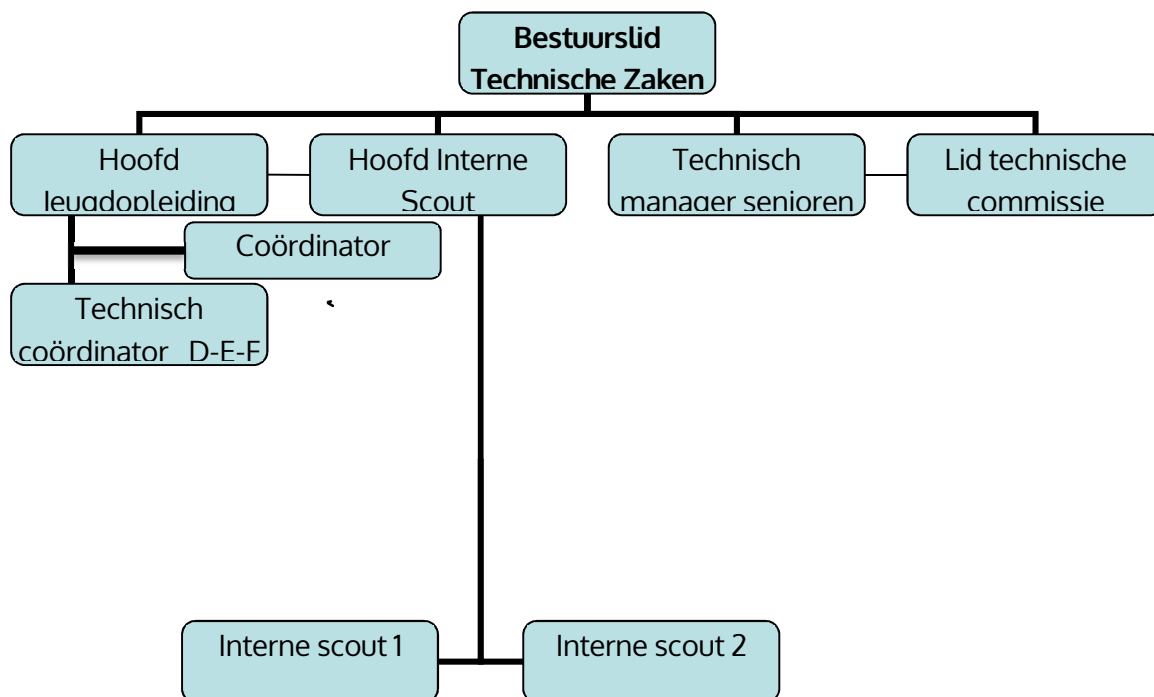 Bestuurslid
Technische Zaken
Hoofd
Jeugdopleiding
Hoofd Interne
Scout
Technisch
manager senioren
Lid technische
commissie
Coördinator
Technisch
coördinator D-E-F
Interne scout 1
Interne scout 2